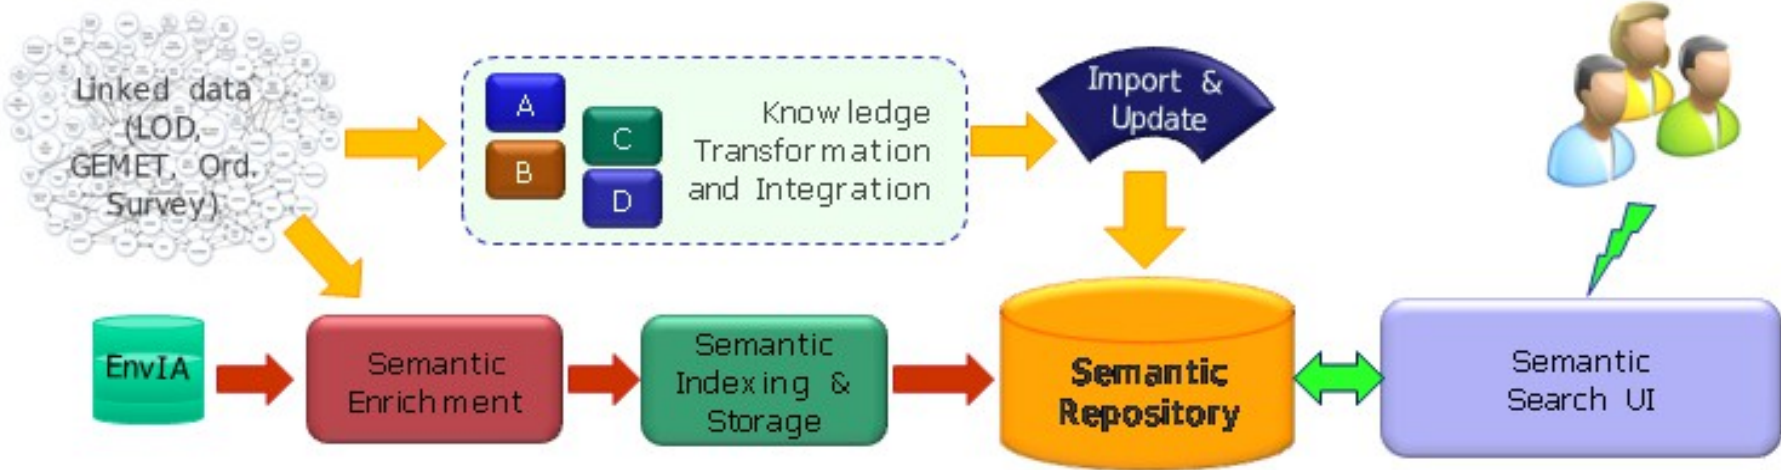 Linked data
(LOD,
GEMET, Ord.
Survey)
A
B
C
D
Knowledge
Transformation
and Integration
Import &
Update
EnvIA
Semantic
Enrichment
Semantic
Indexing &
Storage
Semantic
Repository
Semantic
Search UI